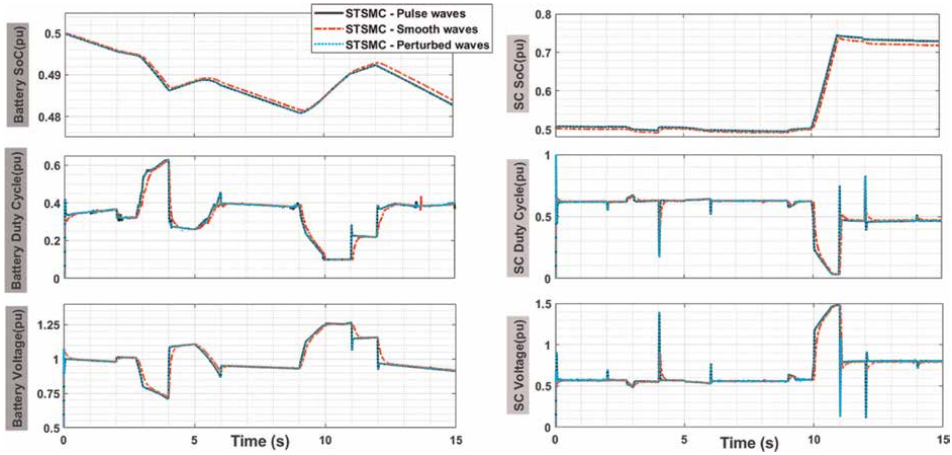 STSMC - Pulse waves
STSMC - Smooth waves
STSMC - Perturbed waves
Battery SoC(pu)
0.5
0.49
0.48
Battery Duty Cycle(pu)
0.6
0.4
0.2
0
Battery Voltage(pu)
1.25
1
0.75
0.5
0
5
10
15
Time (s)
SC SoC(pu)
0.8
0.7
0.6
0.5
SC Duty Cycle(pu)
1
0.5
0
SC Voltage(pu)
1.5
1
0.5
0
0
5
10
15
Time (s)